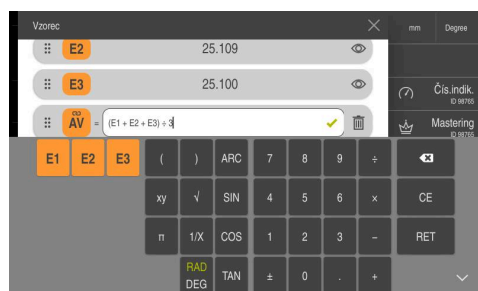 Vzorec
mm Degree
E2 25.109
E3 25.100
Čís.indik.
ID 98765
AV = (E1 + E2 + E3) ÷ 3
Mastering
ID 98765
E1 E2 E3 ( ) ARC 7 8 9 ÷
xy √ SIN 4 5 6 × CE
π 1/X COS 1 2 3 − RET
RAD
DEG TAN ± 0 . +